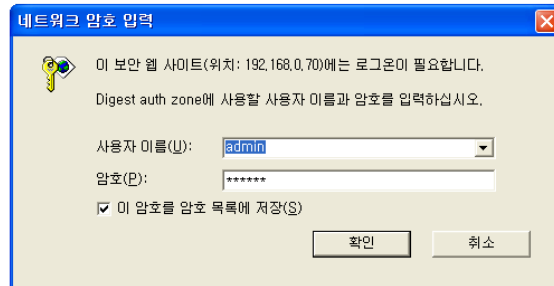 네트워크 암호 입력
이 보안 웹 사이트(위치: 192.168.0.70)에는 로그온이 필요합니다.
Digest auth zone에 사용할 사용자 이름과 암호를 입력하십시오.
사용자 이름(U): admin
암호(P): ******
이 암호를 암호 목록에 저장(S)
확인 취소